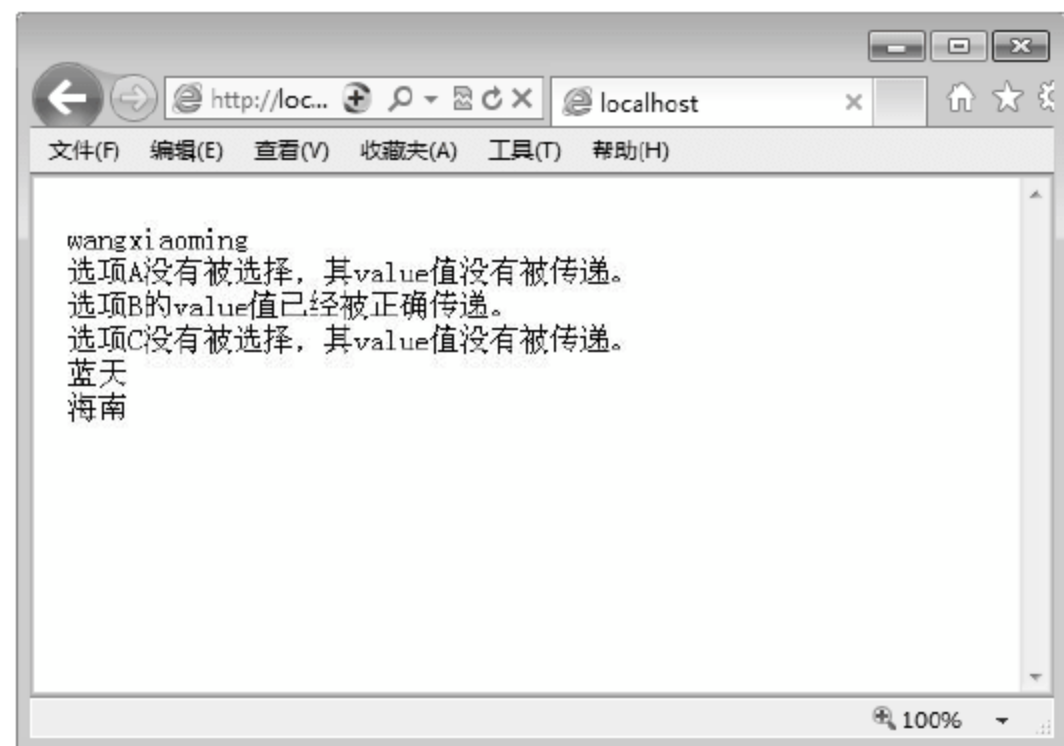 http://loc...
localhost
文件(F) 编辑(E) 查看(V) 收藏夹(A) 工具(T) 帮助(H)
wangxiaoming
选项A没有被选择，其value值没有被传递。
选项B的value值已经被正确传递。
选项C没有被选择，其value值没有被传递。
蓝天
海南
100%